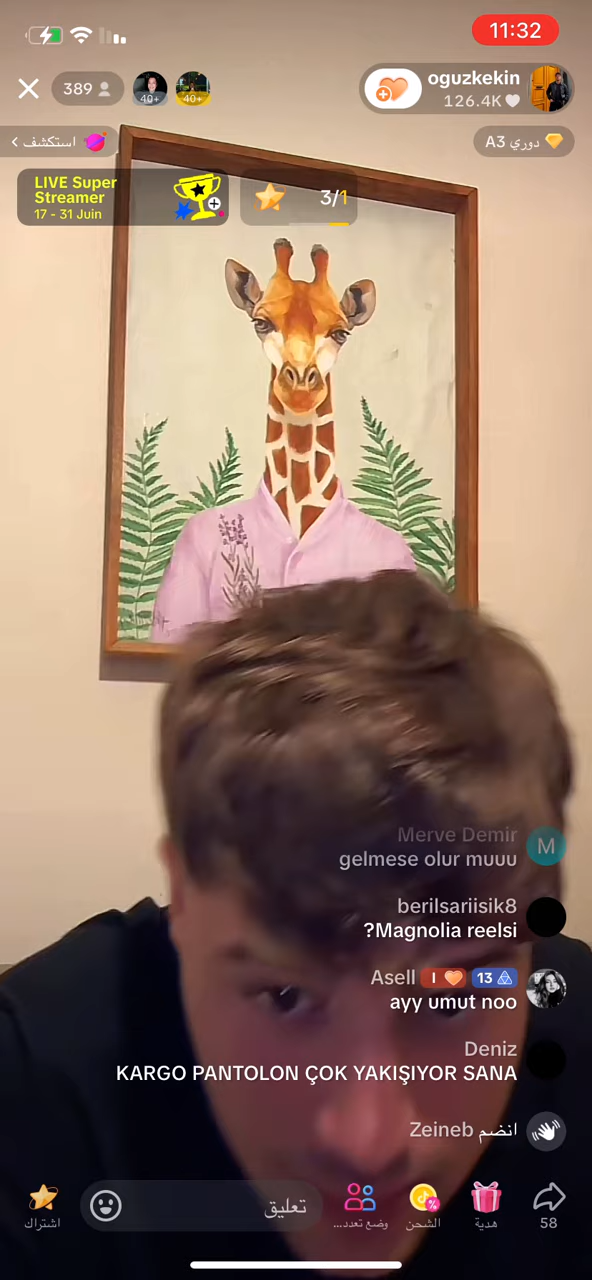 11:32
389
40+
40+
oguzkekin
126.4K
استكشف
دوري A3
LIVE Super
Streamer
17 - 31 Juin
3/1
Merve Demir
M
gelmese olur muuu
berilsariisik8
?Magnolia reelsi
Asell I 13
ayy umut noo
Deniz
KARGO PANTOLON ÇOK YAKIŞIYOR SANA
Zeineb انضم
اشتراك
تعليق
وضع تعدد...
الشحن
هدية
58